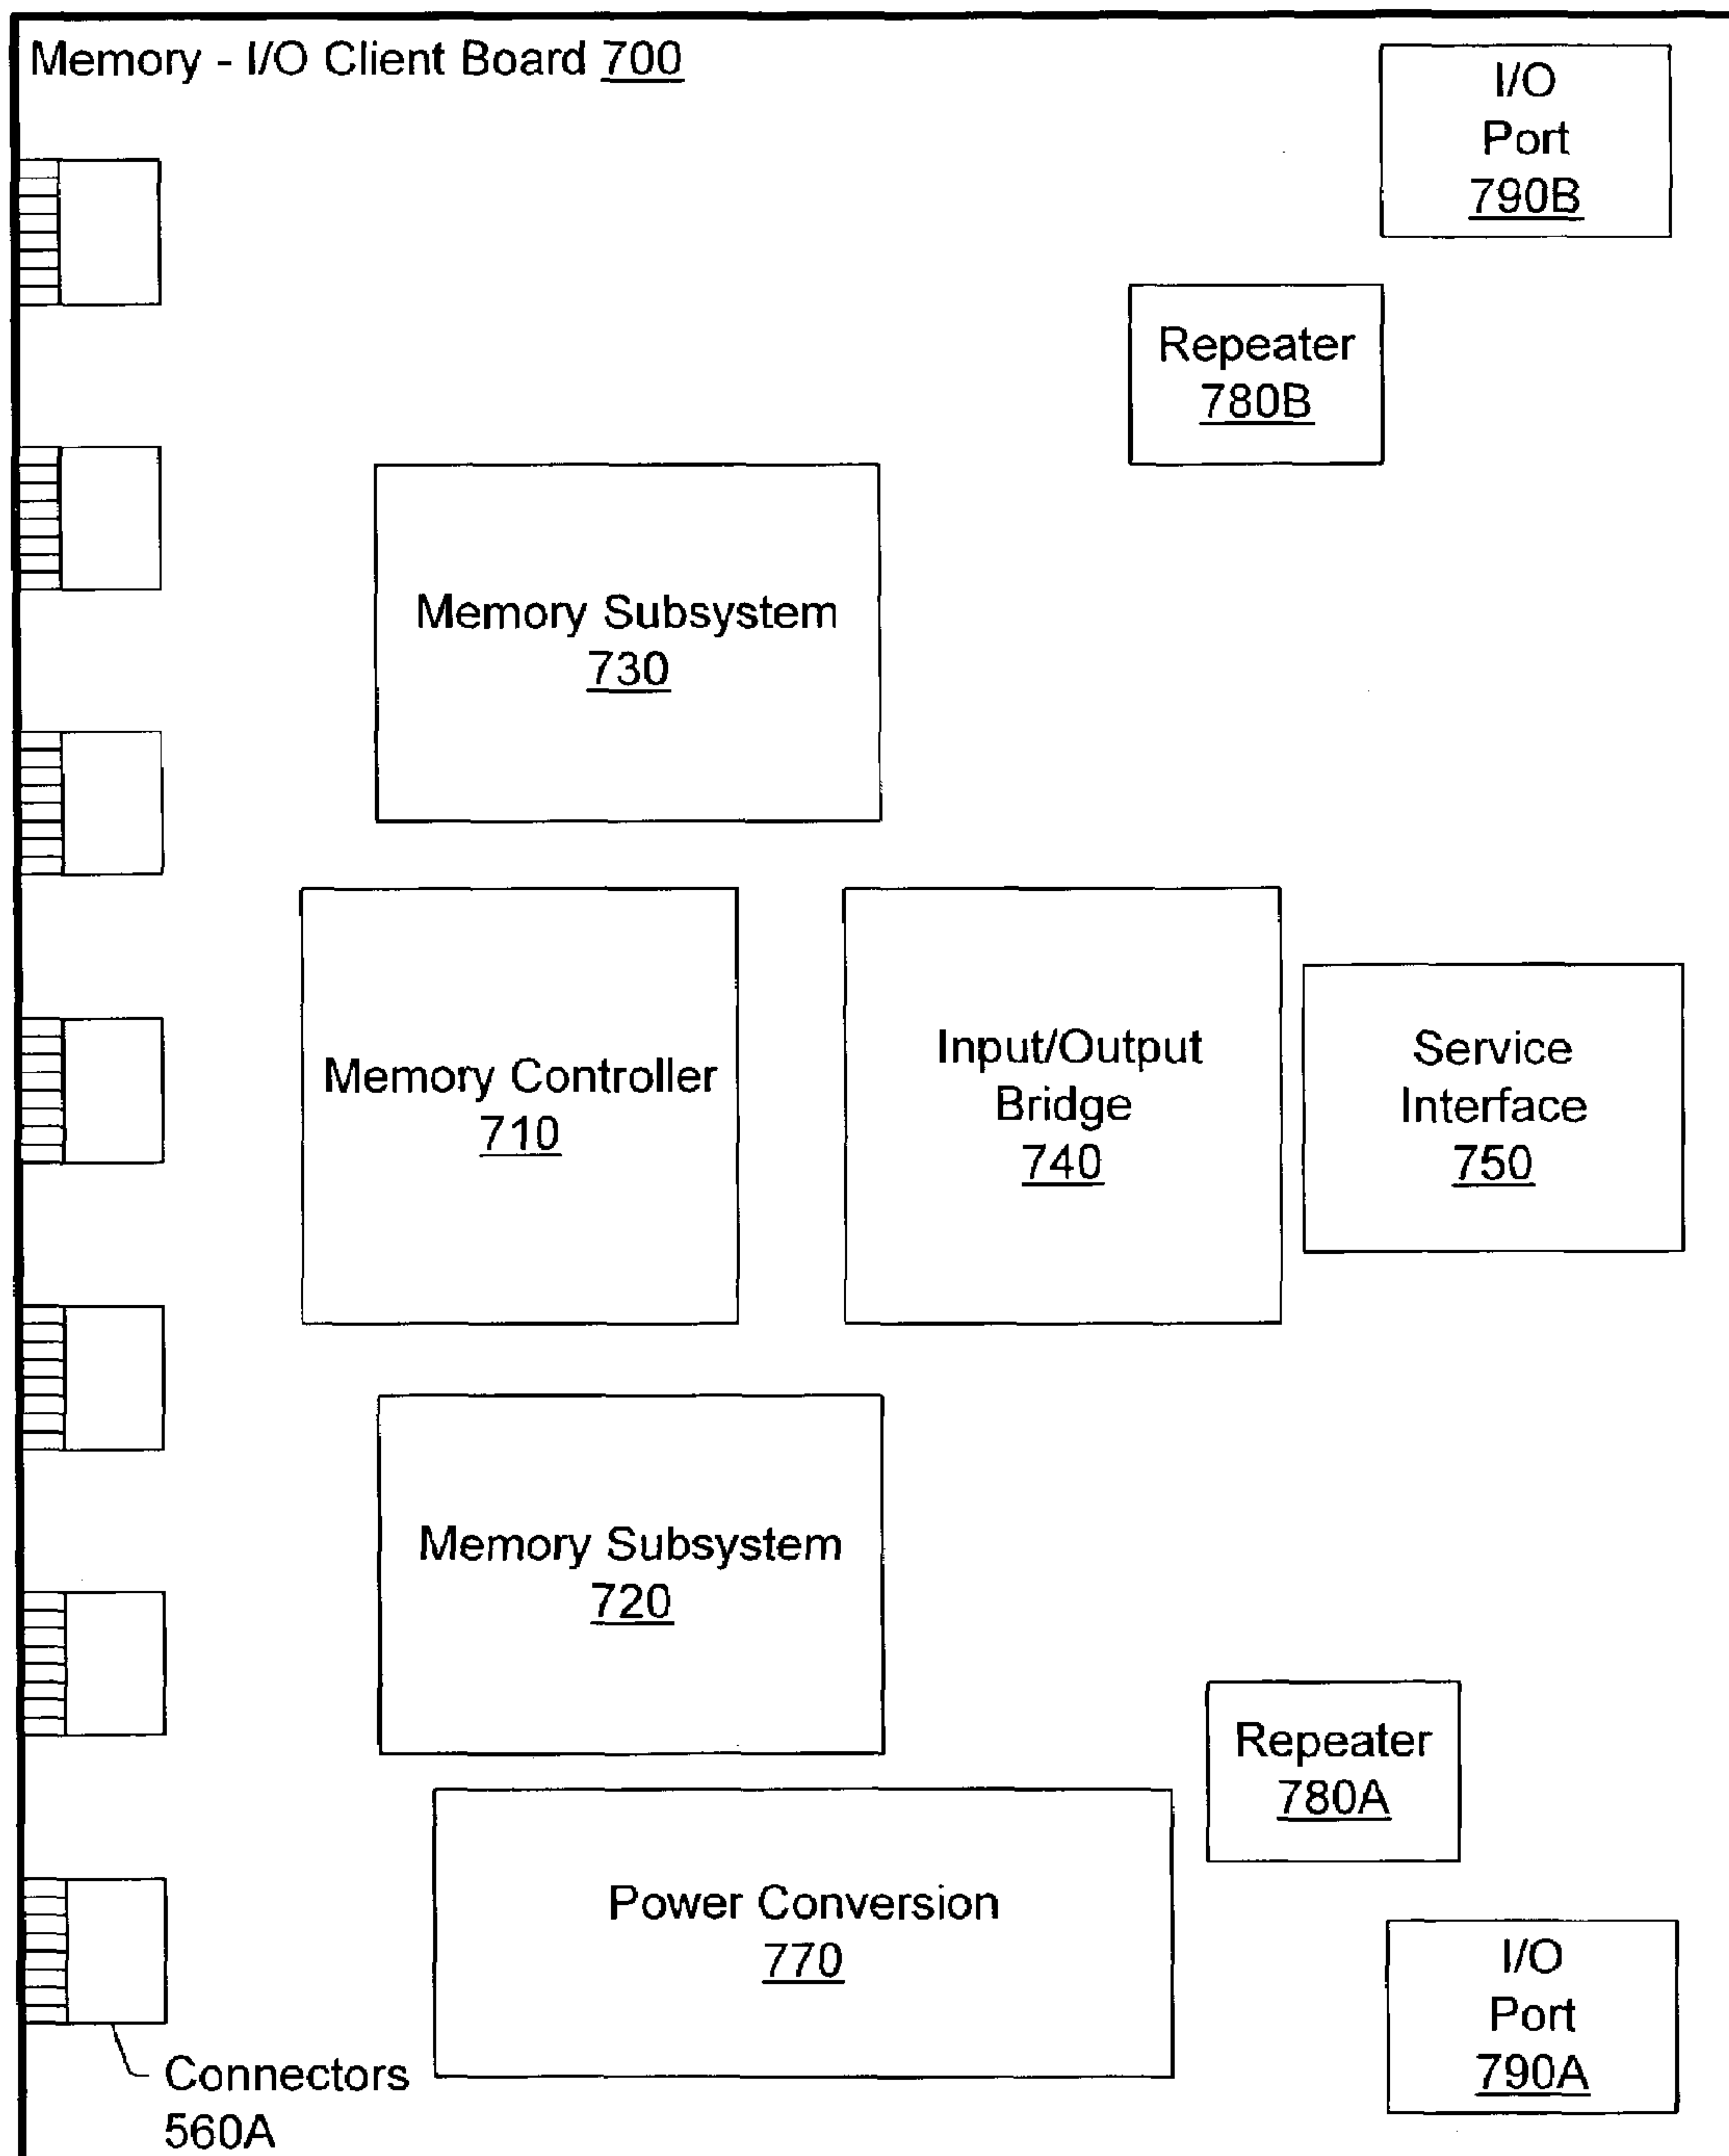 Memory - I/O Client Board 700
I/O
Port
790B
Repeater
780B
Memory Subsystem
730
Memory Controller
710
Input/Output
Bridge
740
Service
Interface
750
Memory Subsystem
720
Repeater
780A
Power Conversion
770
I/O
Port
790A
Connectors
560A